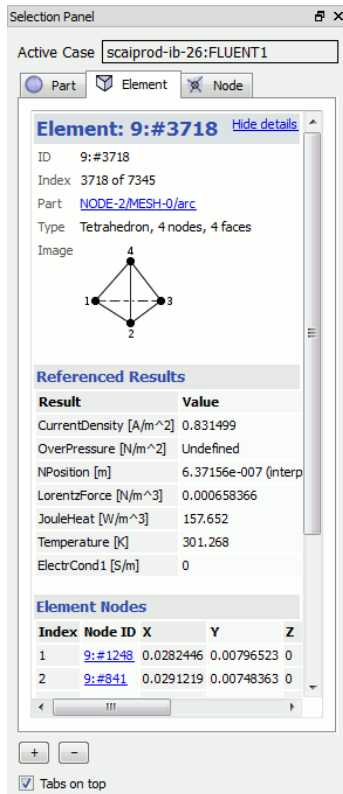 Selection Panel
Active Case scaiprod-ib-26:FLUENT1
Part Element Node
Element: 9:#3718 Hide details
ID 9:#3718
Index 3718 of 7345
Part NODE-2/MESH-0/arc
Type Tetrahedron, 4 nodes, 4 faces
Image
4
1 3
2
Referenced Results
Result Value
CurrentDensity [A/m^2] 0.831499
OverPressure [N/m^2] Undefined
NPosition [m] 6.37156e-007 (interp
LorentzForce [N/m^3] 0.000658366
JouleHeat [W/m^3] 157.652
Temperature [K] 301.268
ElectrCond1 [S/m] 0
Element Nodes
Index Node ID X Y Z
1 9:#1248 0.0282446 0.00796523 0
2 9:#841 0.0291219 0.00748363 0
+ −
Tabs on top